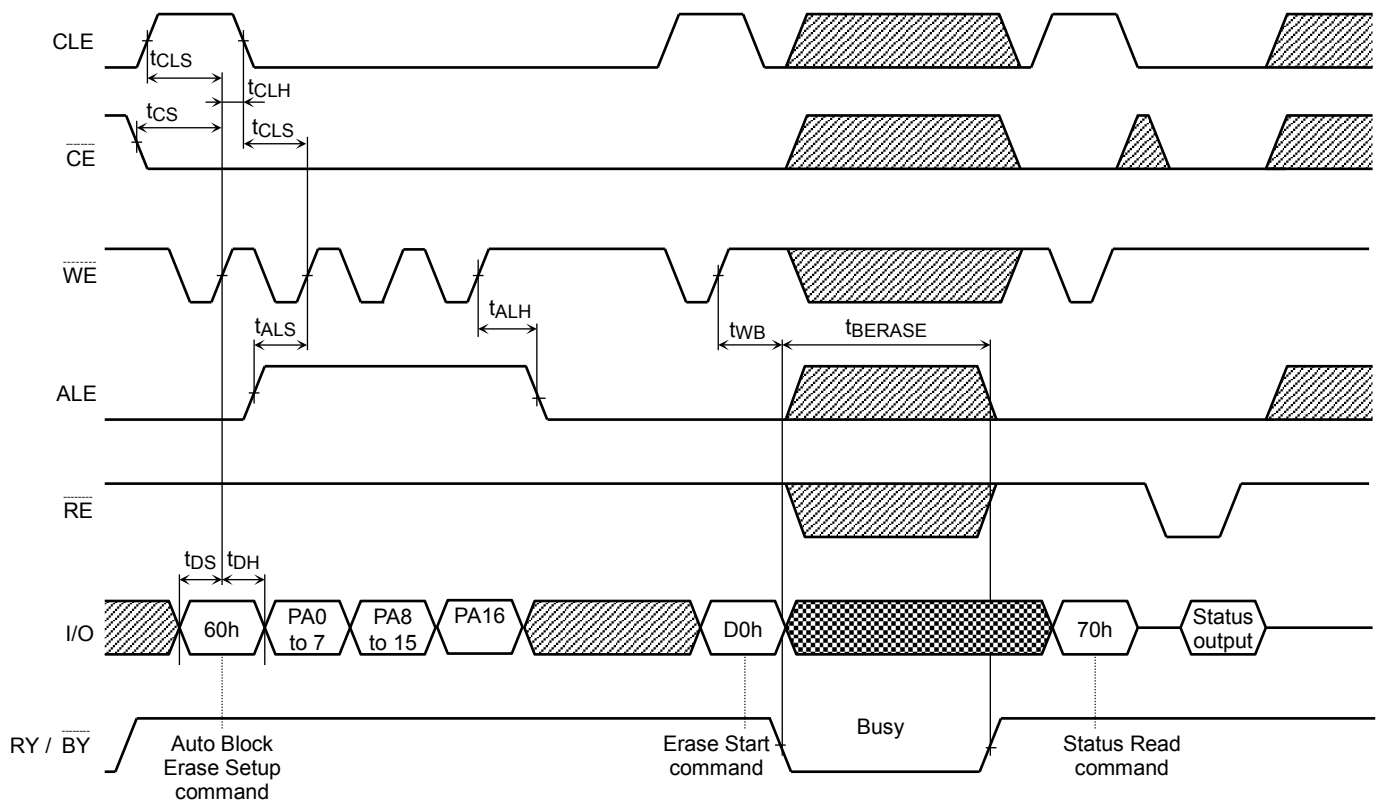 CLE
tCLS
tCLH
tCS
tCLS
CE
WE
tALS
tALH
tWB
tBERASE
ALE
RE
tDS
tDH
I/O
60h
PA0
to 7
PA8
to 15
PA16
D0h
70h
Status
output
RY / BY
Busy
Auto Block
Erase Setup
command
Erase Start
command
Status Read
command